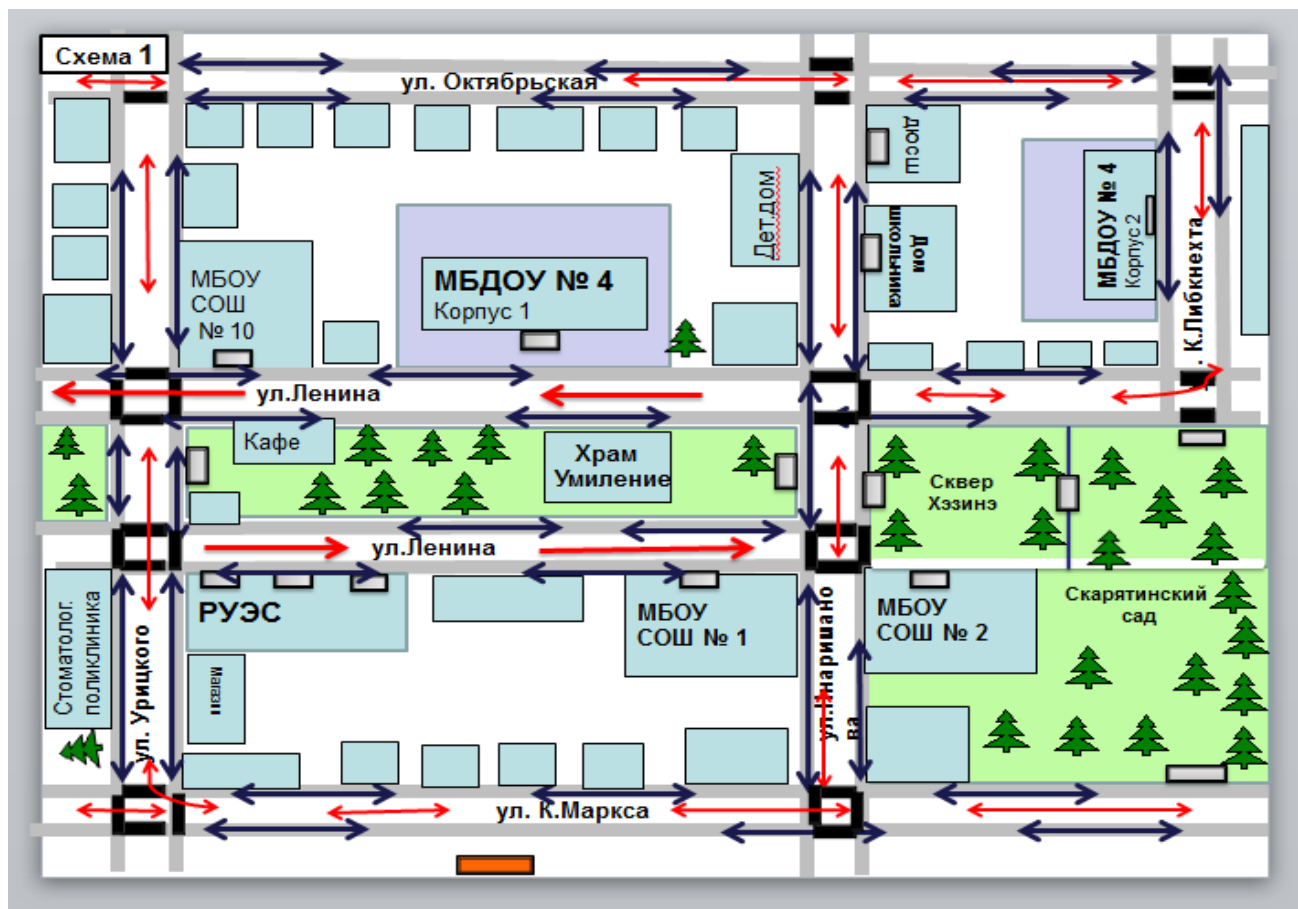 Схема 1
ул. Октябрьская
ДЮСШ
Дет.дом
МБДОУ № 4
Корпус 2
Дом
школьника
МБОУ
СОШ
№ 10
МБДОУ № 4
Корпус 1
. К.Либкнехта
ул.Ленина
Кафе
Храм
Умиление
Сквер
Хэзинэ
ул.Ленина
Стоматолог.
поликлиника
РУЭС
МБОУ
СОШ № 1
МБОУ
СОШ № 2
Скарятинский
сад
ул. Урицкого
Магазин
ва
ул. К.Маркса